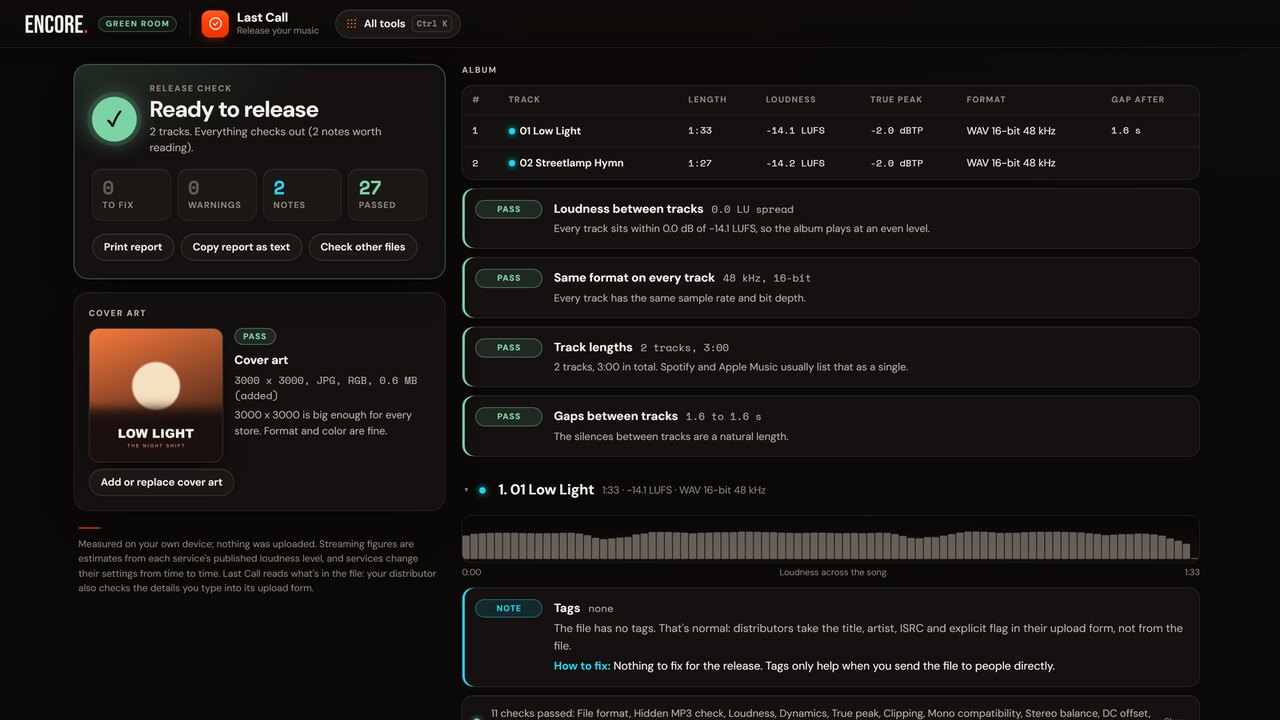 ENCORE.
GREEN ROOM
Last Call
Release your music
All tools Ctrl K
RELEASE CHECK
✓
Ready to release
2 tracks. Everything checks out (2 notes worth
reading).
0
TO FIX
0
WARNINGS
2
NOTES
27
PASSED
Print report
Copy report as text
Check other files
COVER ART
LOW LIGHT
THE NIGHT SHIFT
PASS
Cover art
3000 x 3000, JPG, RGB, 0.6 MB
(added)
3000 x 3000 is big enough for every
store. Format and color are fine.
Add or replace cover art
Measured on your own device; nothing was uploaded. Streaming figures are
estimates from each service's published loudness level, and services change
their settings from time to time. Last Call reads what's in the file: your distributor
also checks the details you type into its upload form.
ALBUM
# TRACK LENGTH LOUDNESS TRUE PEAK FORMAT GAP AFTER
1 01 Low Light 1:33 -14.1 LUFS -2.0 dBTP WAV 16-bit 48 kHz 1.6 s
2 02 Streetlamp Hymn 1:27 -14.2 LUFS -2.0 dBTP WAV 16-bit 48 kHz
PASS
Loudness between tracks 0.0 LU spread
Every track sits within 0.0 dB of -14.1 LUFS, so the album plays at an even level.
PASS
Same format on every track 48 kHz, 16-bit
Every track has the same sample rate and bit depth.
PASS
Track lengths 2 tracks, 3:00
2 tracks, 3:00 in total. Spotify and Apple Music usually list that as a single.
PASS
Gaps between tracks 1.6 to 1.6 s
The silences between tracks are a natural length.
1. 01 Low Light 1:33 · -14.1 LUFS · WAV 16-bit 48 kHz
0:00 Loudness across the song 1:33
NOTE
Tags none
The file has no tags. That's normal: distributors take the title, artist, ISRC and explicit flag in their upload form, not from the
file.
How to fix: Nothing to fix for the release. Tags only help when you send the file to people directly.
11 checks passed: File format, Hidden MP3 check, Loudness, Dynamics, True peak, Clipping, Mono compatibility, Stereo balance, DC offset,